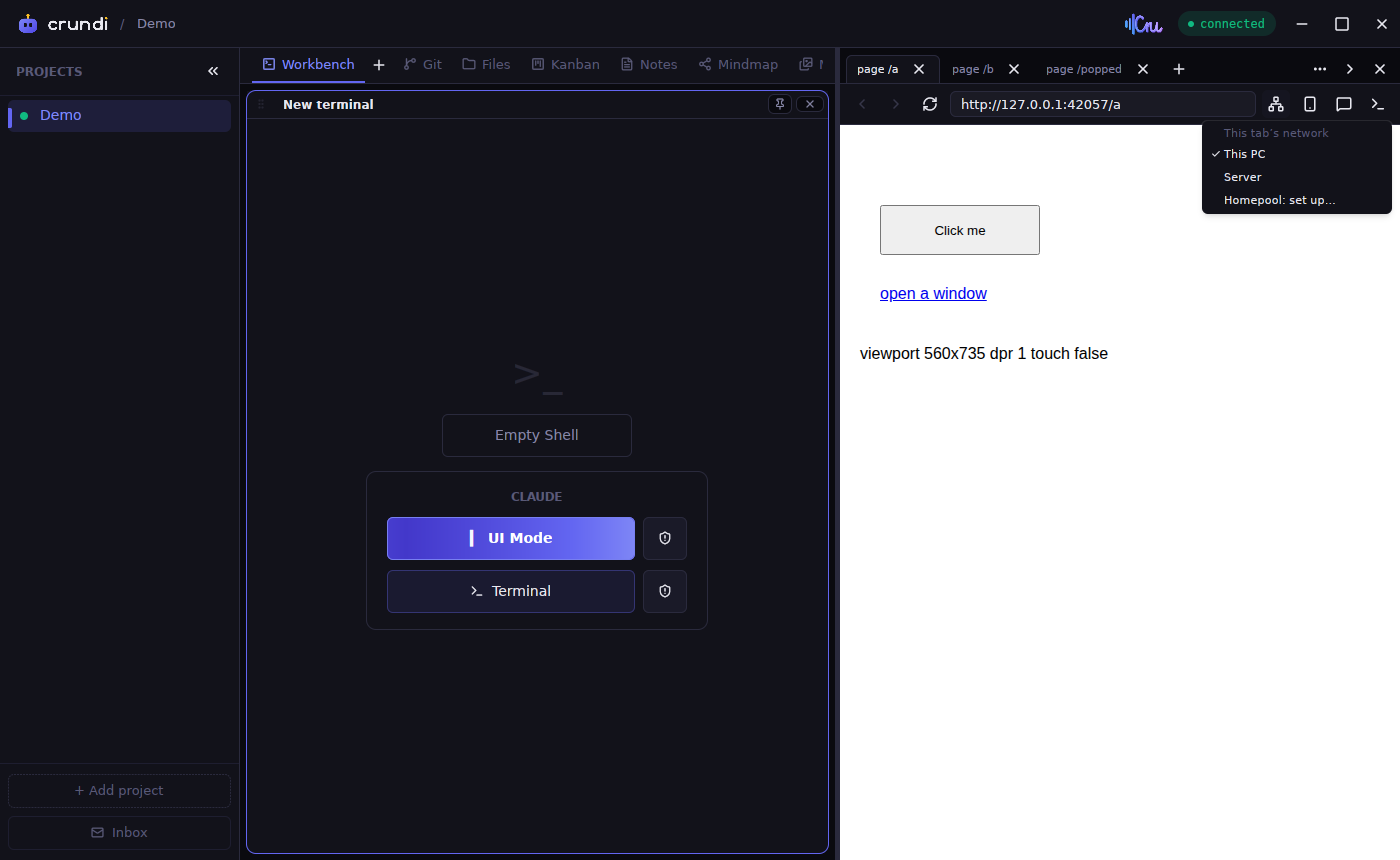 crundi / Demo
Cru
connected
PROJECTS
Demo
+ Add project
Inbox
Workbench
Git
Files
Kanban
Notes
Mindmap
New terminal
>_
Empty Shell
CLAUDE
UI Mode
Terminal
page /a
page /b
page /popped
http://127.0.0.1:42057/a
This tab's network
This PC
Server
Homepool: set up...
Click me
open a window
viewport 560x735 dpr 1 touch false